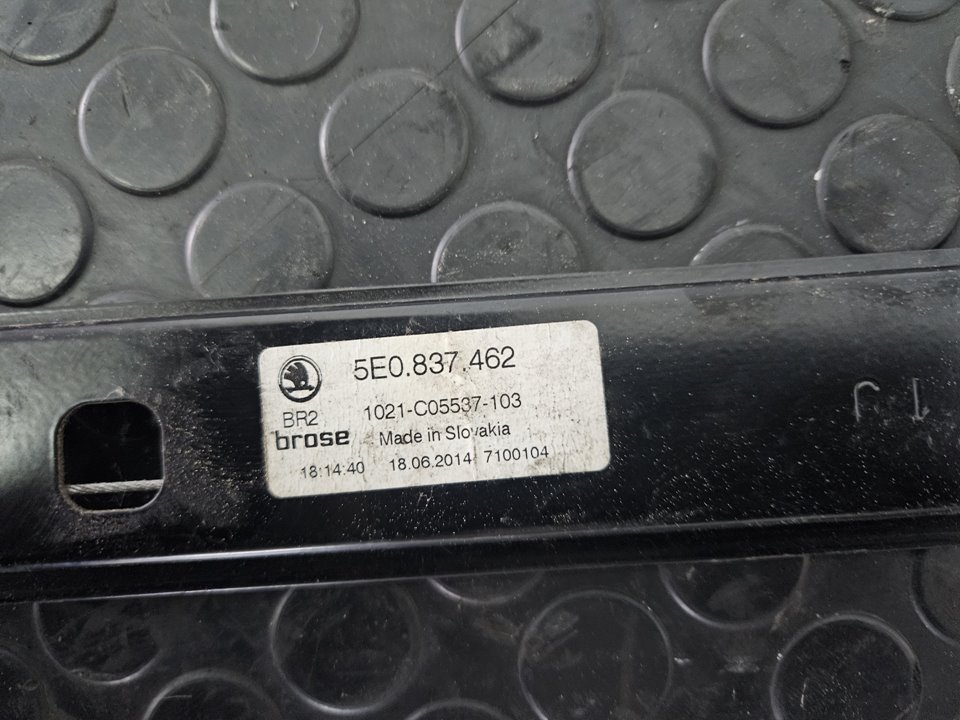 5E0.837.462
BR2
1021-C05537-103
brose
Made in Slovakia
18:14:40 18.06.2014 7100104